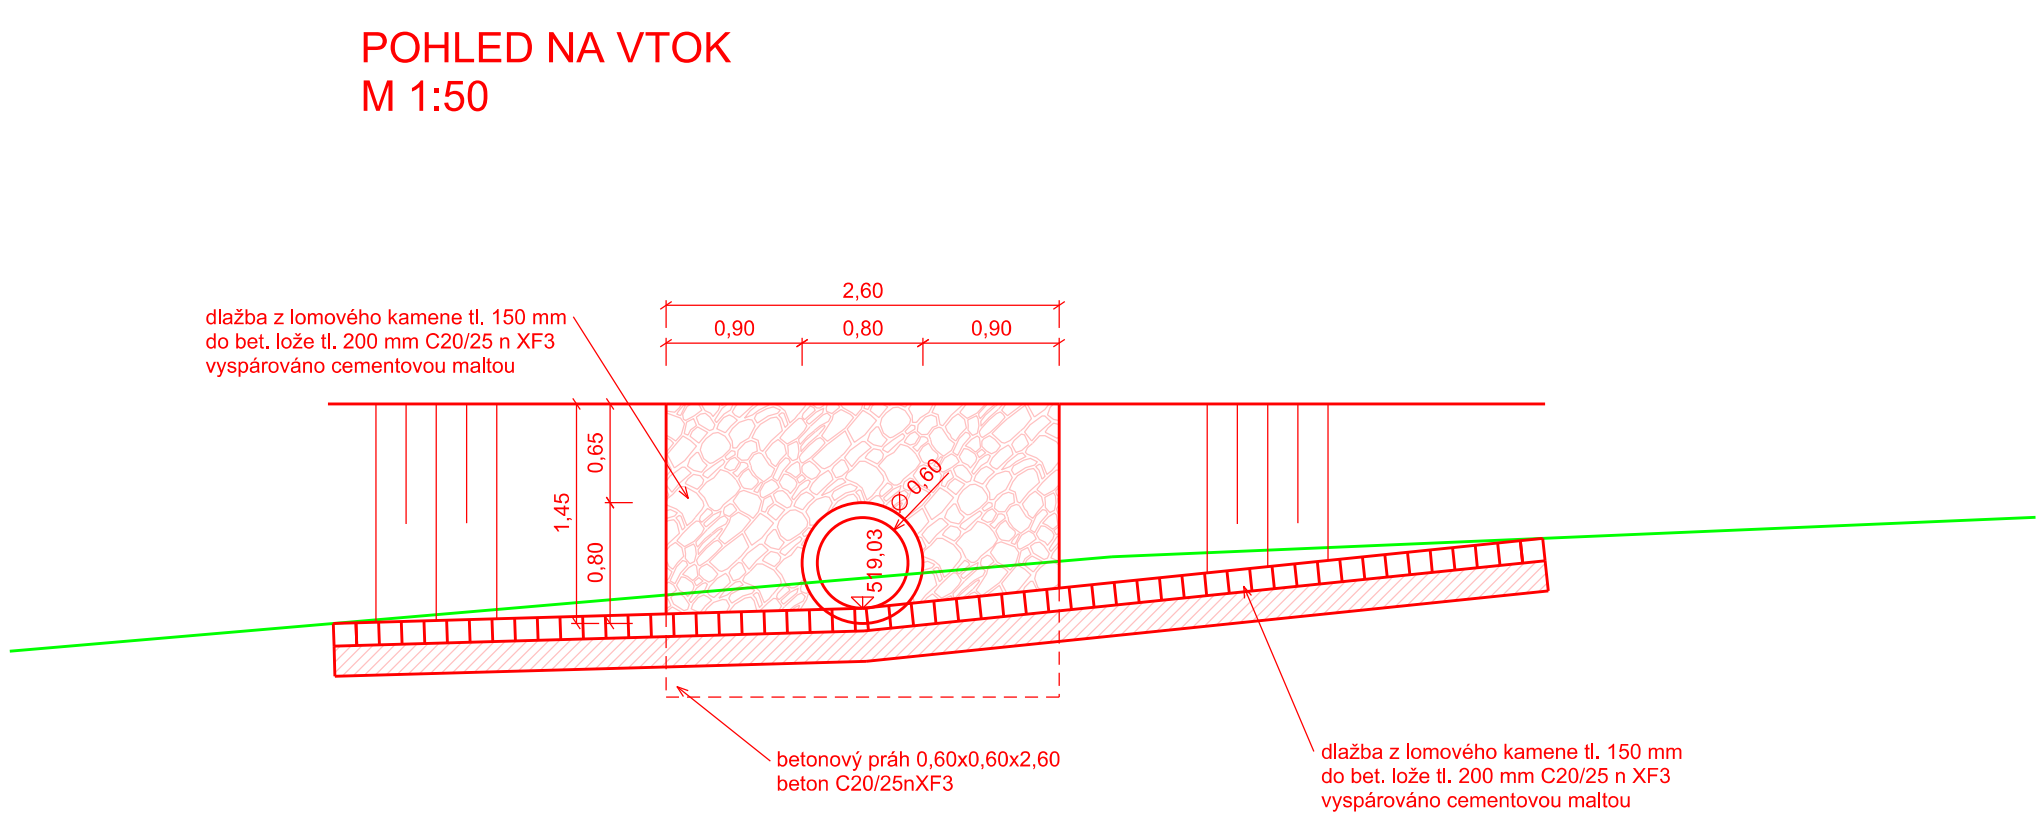 POHLED NA VTOK
M 1:50
2,60
0,90
0,80
0,90
dlažba z lomového kamene tl. 150 mm
do bet. lože tl. 200 mm C20/25 n XF3
vyspárováno cementovou maltou
0,65
1,45
0,80
Ø 0,60
519,03
betonový práh 0,60x0,60x2,60
beton C20/25nXF3
dlažba z lomového kamene tl. 150 mm
do bet. lože tl. 200 mm C20/25 n XF3
vyspárováno cementovou maltou